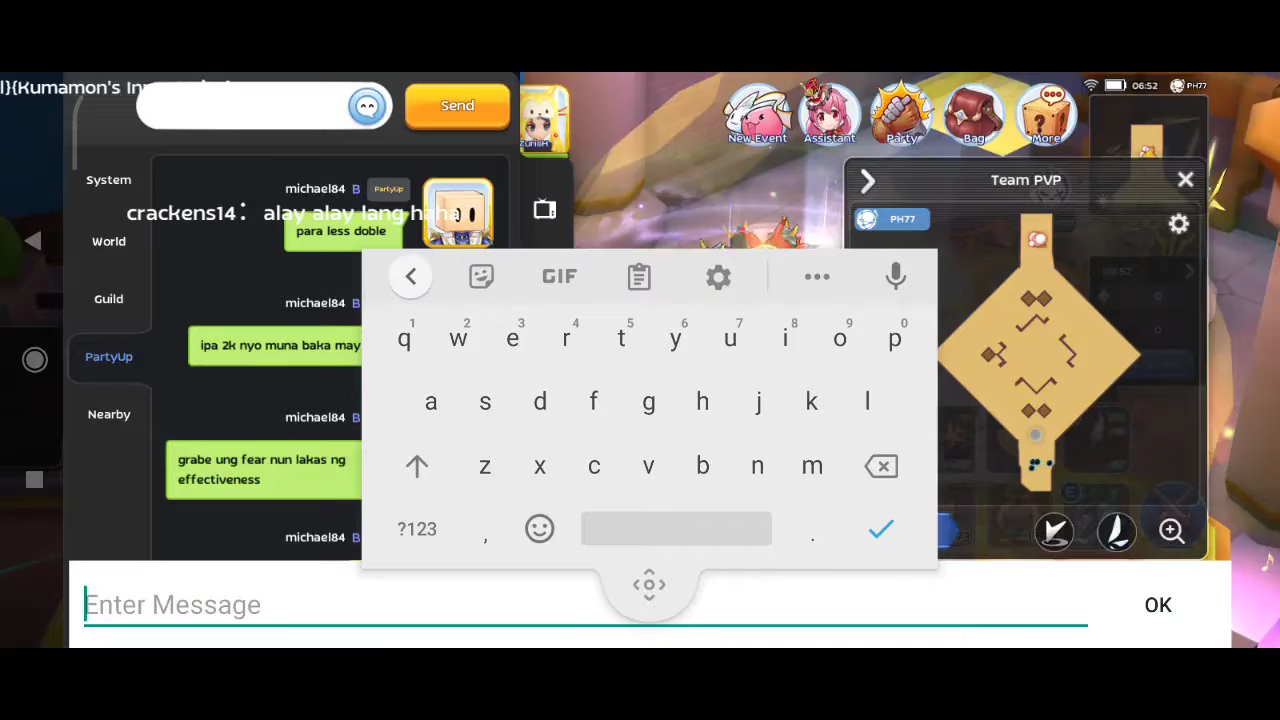 Send
New Event
Assistant
Party
Bag
More
06:52
PH77
System
World
Guild
PartyUp
Nearby
michael84 B PartyUp
crackens14: alay alay lang haha
para less doble
michael84 B
ipa 2k nyo muna baka may
michael84 B
grabe ung fear nun lakas ng
effectiveness
michael84 B
Team PVP
PH77
GIF
q 1 w 2 e 3 r 4 t 5 y 6 u 7 i 8 o 9 p 0
a s d f g h j k l
z x c v b n m
?123 , .
Enter Message
OK